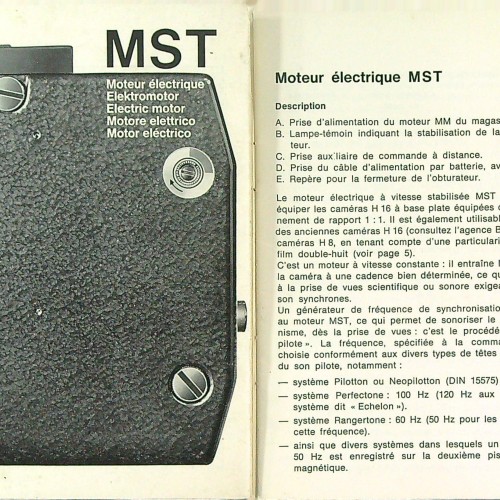 MST
Moteur électrique
Elektromotor
Electric motor
Motore elettrico
Motor eléctrico
Moteur électrique MST
Description
A. Prise d'alimentation du moteur MM du magas
B. Lampe-témoin indiquant la stabilisation de la
teur.
C. Prise auxiliaire de commande à distance.
D. Prise du câble d'alimentation par batterie, av
E. Repère pour la fermeture de l'obturateur.
Le moteur électrique à vitesse stabilisée MST
équiper les caméras H 16 à base plate équipées
nement de rapport 1 : 1. Il est également utilisab
des anciennes caméras H 16 (consultez l'agence B
caméras H 8, en tenant compte d'une particulari
film double-huit (voir page 5).
C'est un moteur à vitesse constante : il entraîne
la caméra à une cadence bien déterminée, ce qu
à la prise de vues scientifique ou sonore exigea
son synchrones.
Un générateur de fréquence de synchronisatio
au moteur MST, ce qui permet de sonoriser le
nisme, dès la prise de vues : c'est le procédé
pilote ». La fréquence, spécifiée à la comma
choisie conformément aux divers types de têtes
du son pilote, notamment :
— système Pilotton ou Neopilotton (DIN 15575)
— système Perfectone : 100 Hz (120 Hz aux
système dit « Echelon »).
— système Rangertone : 60 Hz (50 Hz pour les
cette fréquence).
— ainsi que divers systèmes dans lesquels un
50 Hz est enregistré sur la deuxième pis
magnétique.